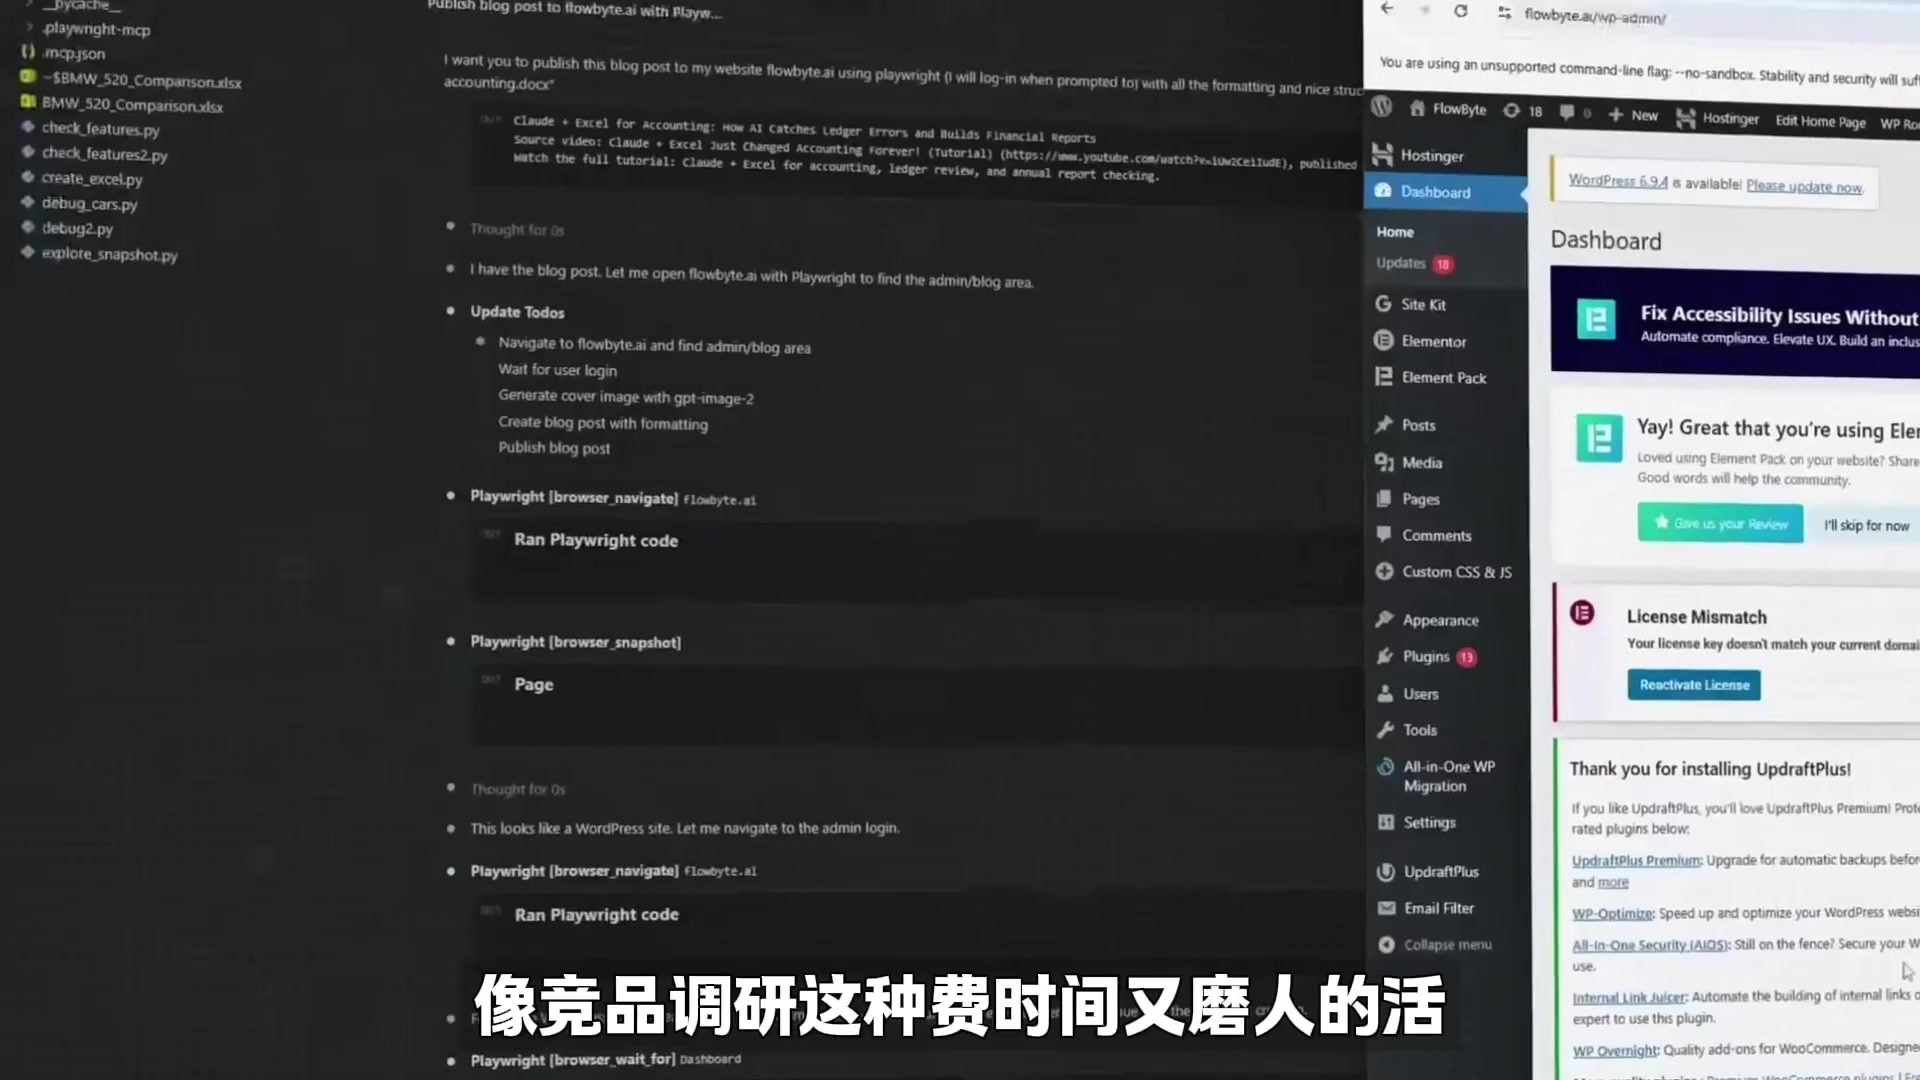 __pycache__
.playwright-mcp
.mcp.json
~$BMW_520_Comparison.xlsx
BMW_520_Comparison.xlsx
check_features.py
check_features2.py
create_excel.py
debug_cars.py
debug2.py
explore_snapshot.py
Publish blog post to flowbyte.ai with Playw...
I want you to publish this blog post to my website flowbyte.ai using playwright (I will log-in when prompted to) with all the formatting and nice struc
accounting.docx"
Claude + Excel for Accounting: How AI Catches Ledger Errors and Builds Financial Reports
Source video: Claude + Excel Just Changed Accounting Forever! (Tutorial) (https://www.youtube.com/watch?v=iUw2CeiIudE), published
Watch the full tutorial: Claude + Excel for accounting, ledger review, and annual report checking.
Thought for 0s
I have the blog post. Let me open flowbyte.ai with Playwright to find the admin/blog area.
Update Todos
Navigate to flowbyte.ai and find admin/blog area
Wait for user login
Generate cover image with gpt-image-2
Create blog post with formatting
Publish blog post
Playwright [browser_navigate] flowbyte.ai
OUT Ran Playwright code
Playwright [browser_snapshot]
OUT Page
Thought for 0s
This looks like a WordPress site. Let me navigate to the admin login.
Playwright [browser_navigate] flowbyte.ai
OUT Ran Playwright code
Playwright [browser_wait_for] Dashboard
像竞品调研这种费时间又磨人的活
flowbyte.ai/wp-admin/
You are using an unsupported command-line flag: --no-sandbox. Stability and security will suff
FlowByte 18 0 New Hostinger Edit Home Page WP Ro
Hostinger
Dashboard
Home
Updates 18
Site Kit
Elementor
Element Pack
Posts
Media
Pages
Comments
Custom CSS & JS
Appearance
Plugins 13
Users
Tools
All-in-One WP
Migration
Settings
UpdraftPlus
Email Filter
Collapse menu
WordPress 6.9.4 is available! Please update now.
Dashboard
Fix Accessibility Issues Without
Automate compliance. Elevate UX. Build an inclus
Yay! Great that you're using Ele
Loved using Element Pack on your website? Share
Good words will help the community.
Give us your Review I'll skip for now
License Mismatch
Your license key doesn't match your current domai
Reactivate License
Thank you for installing UpdraftPlus!
If you like UpdraftPlus, you'll love UpdraftPlus Premium! Prote
rated plugins below:
UpdraftPlus Premium: Upgrade for automatic backups befor
and more
WP-Optimize: Speed up and optimize your WordPress websi
All-In-One Security (AIOS): Still on the fence? Secure your W
use.
Internal Link Juicer: Automate the building of internal links o
expert to use this plugin.
WP Overnight: Quality add-ons for WooCommerce. Designe